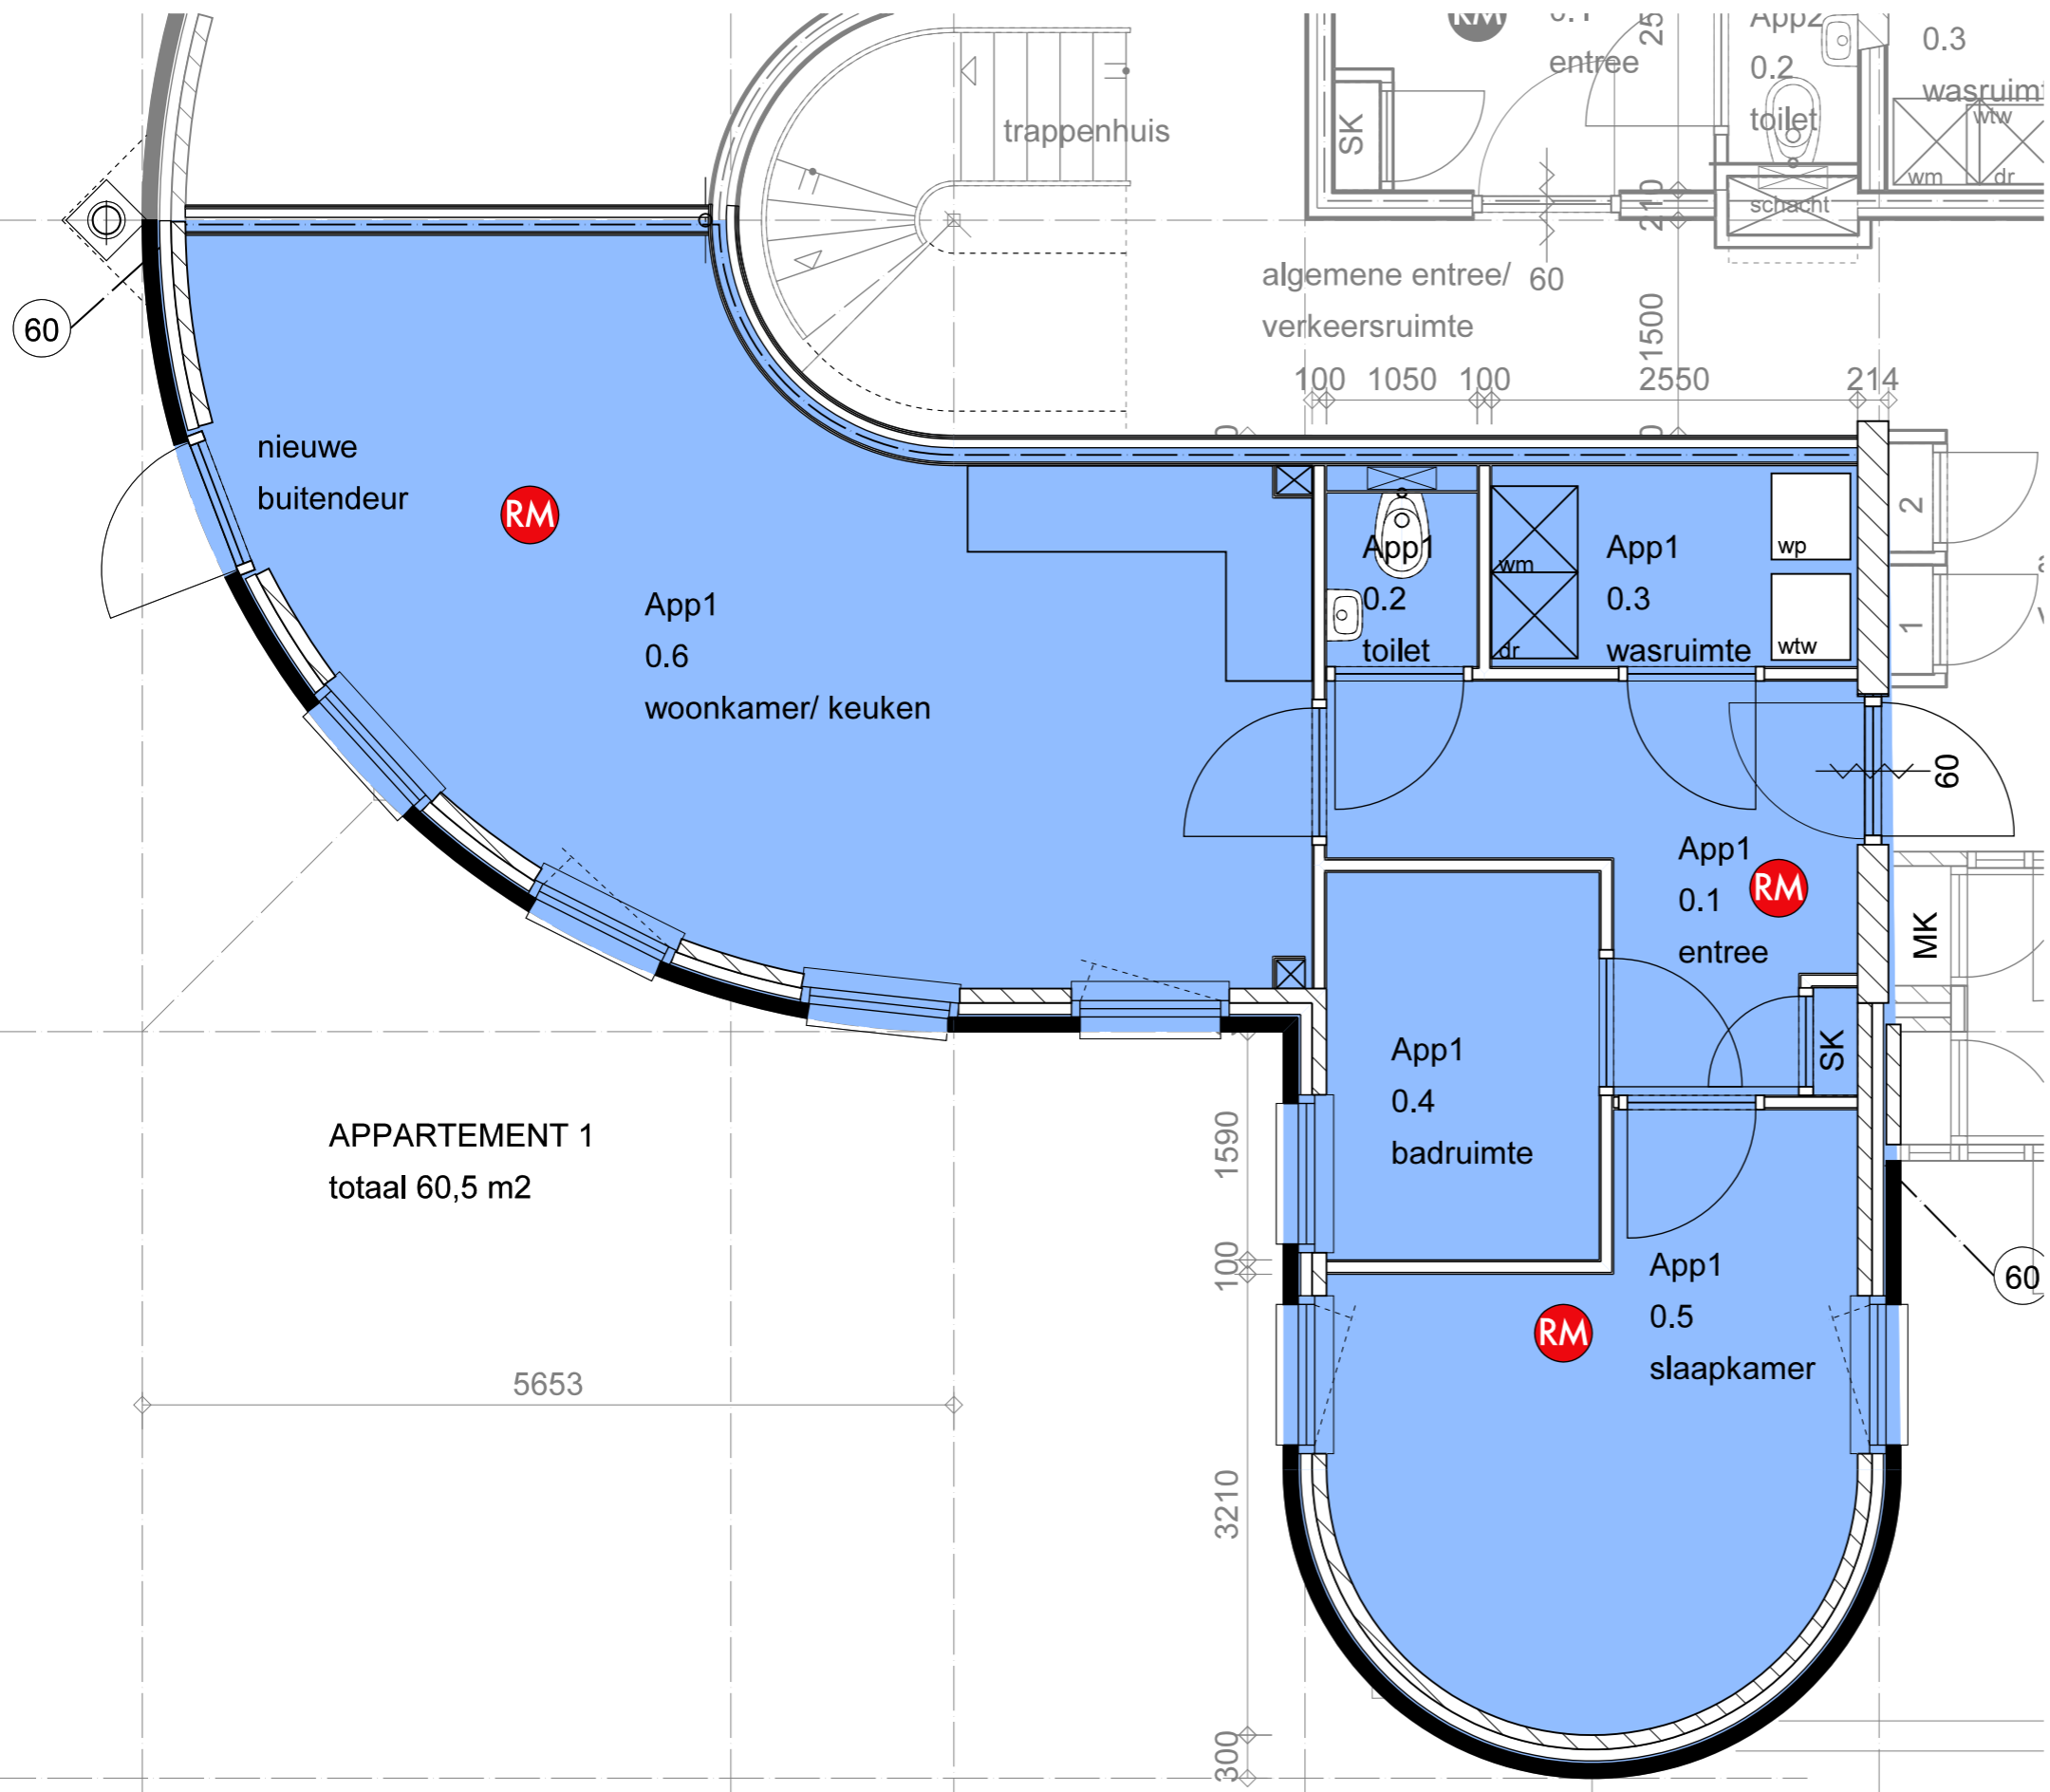 RM
0.1
entree
25
App2
0.2
toilet
0.3
wtw
wm
dr
SK
trappenhuis
schacht
210
algemene entree/
verkeersruimte
60
1500
100
1050
100
2550
214
60
nieuwe
buitendeur
RM
App1
0.6
woonkamer/ keuken
App1
0.2
toilet
wm
dr
App1
0.3
wasruimte
wp
wtw
2
1
60
App1
0.1
entree
RM
MK
SK
App1
0.4
badruimte
APPARTEMENT 1
totaal 60,5 m2
1590
100
App1
0.5
slaapkamer
RM
60
5653
3210
300